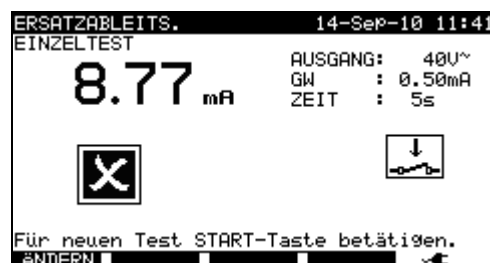 ERSATZABLEITS. 14-Sep-10 11:41
EINZELTEST
8.77 mA
AUSGANG: 40V~
GW : 0.50mA
ZEIT : 5s
Für neuen Test START-Taste betätigen.
ÄNDERN